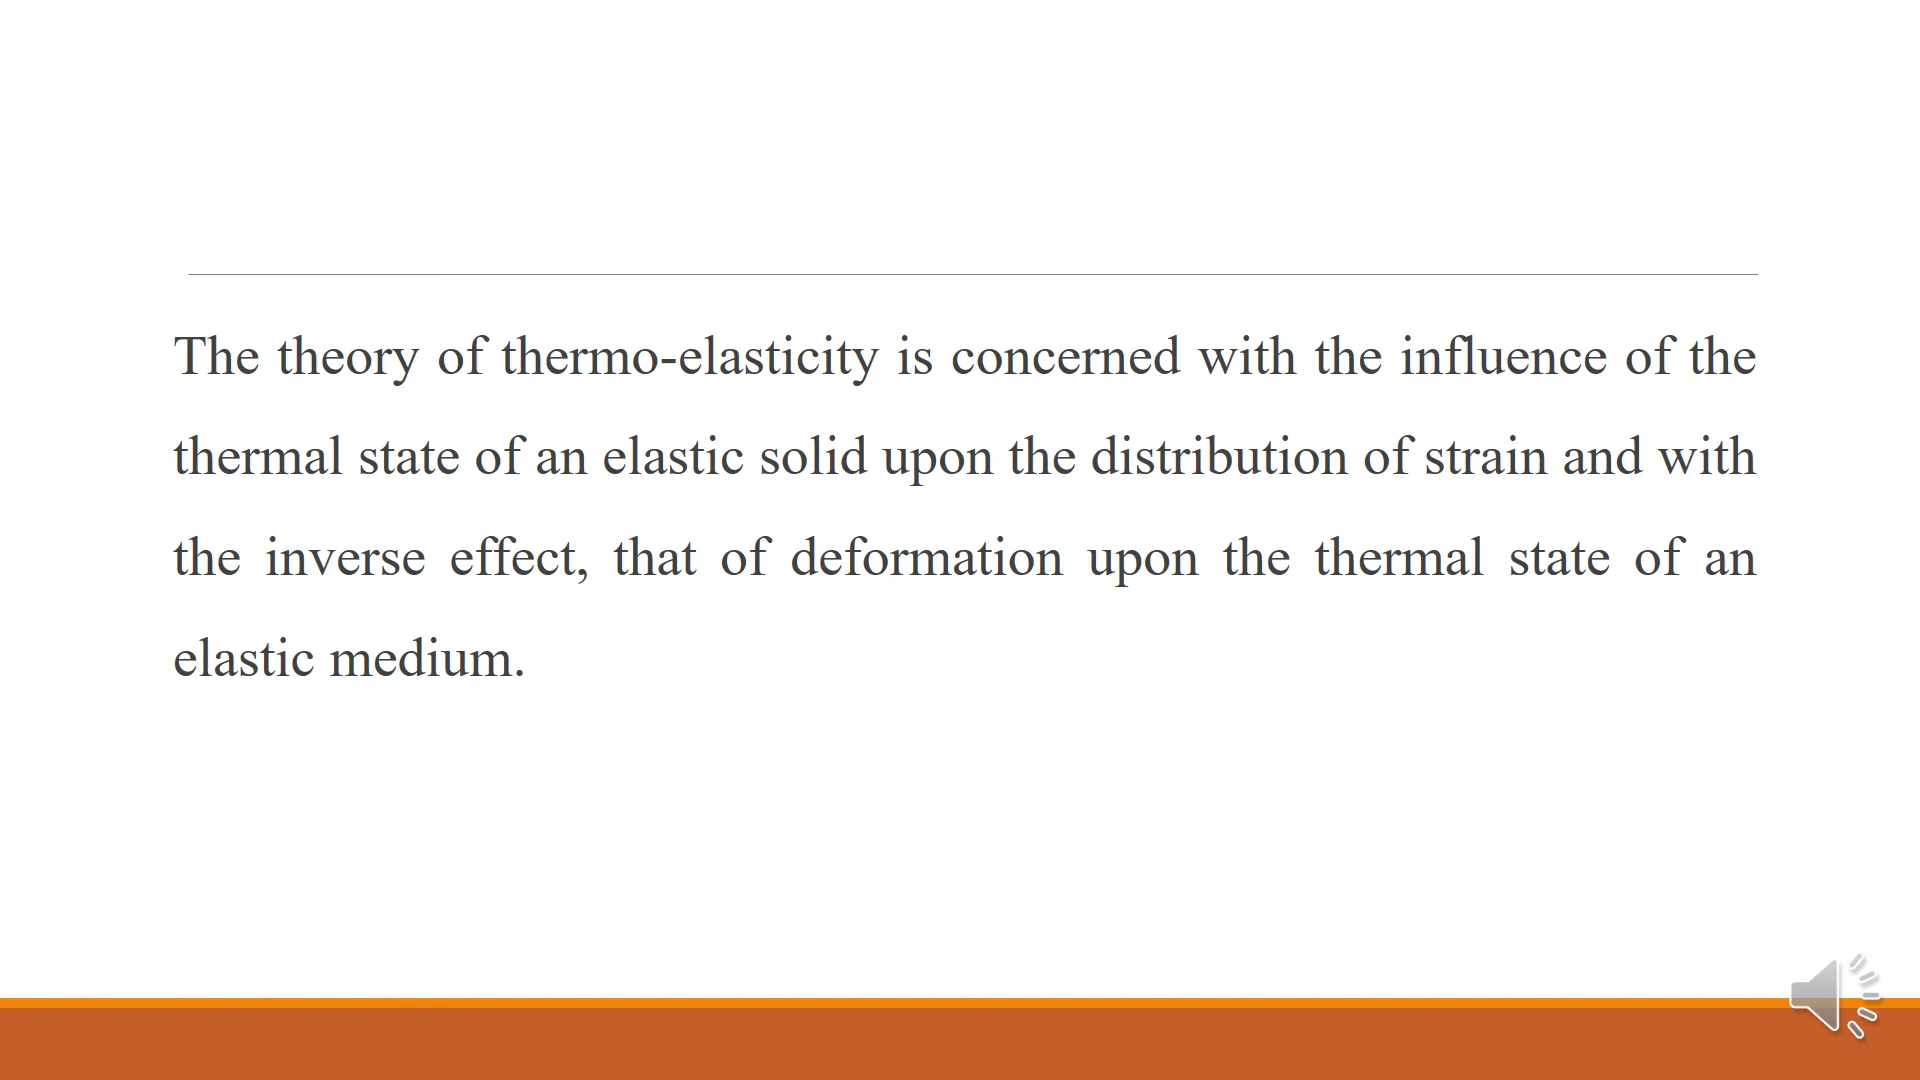 The theory of thermo-elasticity is concerned with the influence of the
thermal state of an elastic solid upon the distribution of strain and with
the inverse effect, that of deformation upon the thermal state of an
elastic medium.